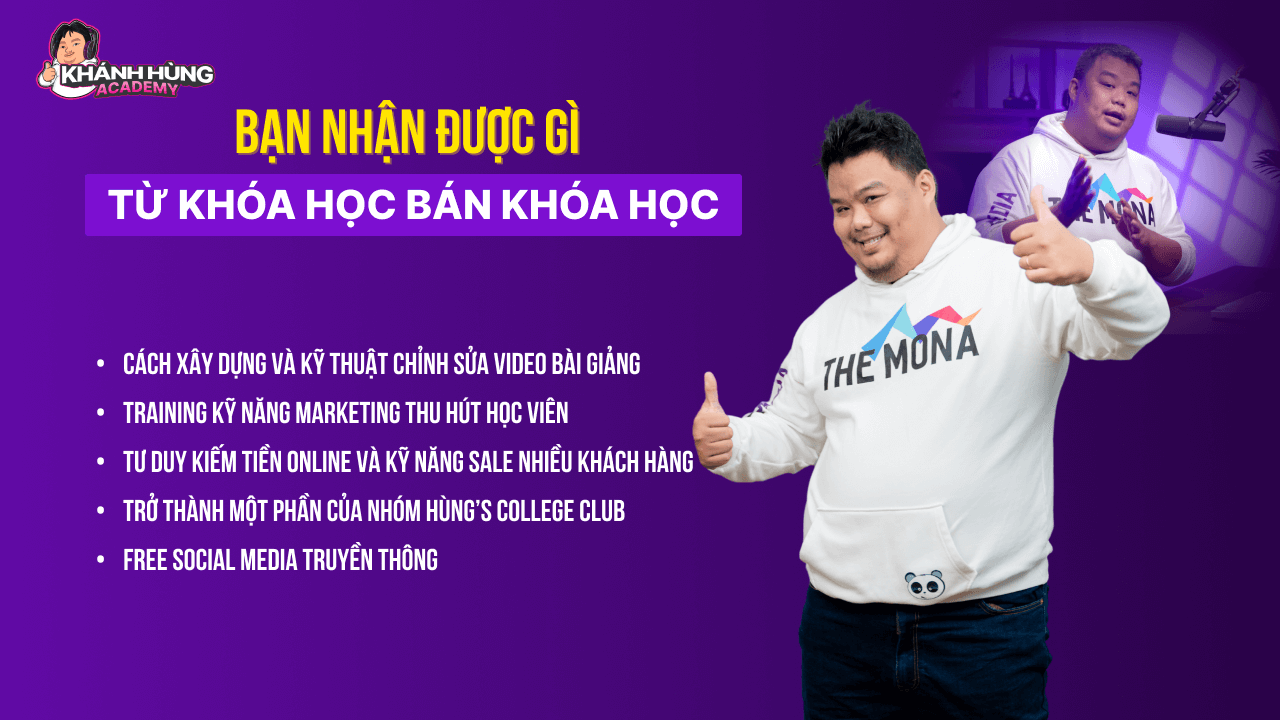 KHÁNH HÙNG
ACADEMY
BẠN NHẬN ĐƯỢC GÌ
TỪ KHÓA HỌC BÁN KHÓA HỌC
• CÁCH XÂY DỰNG VÀ KỸ THUẬT CHỈNH SỬA VIDEO BÀI GIẢNG
• TRAINING KỸ NĂNG MARKETING THU HÚT HỌC VIÊN
• TƯ DUY KIẾM TIỀN ONLINE VÀ KỸ NĂNG SALE NHIỀU KHÁCH HÀNG
• TRỞ THÀNH MỘT PHẦN CỦA NHÓM HÙNG'S COLLEGE CLUB
• FREE SOCIAL MEDIA TRUYỀN THÔNG
THE MONA
THE MONA